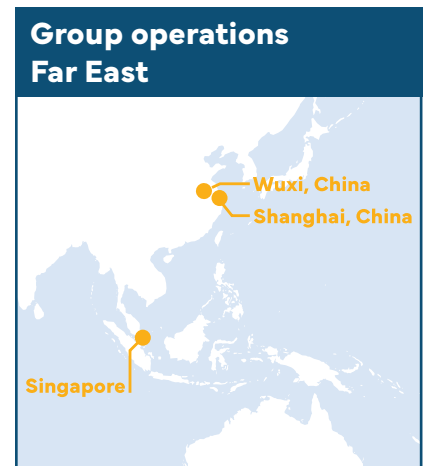 Group operations
Far East
Wuxi, China
Shanghai, China
Singapore